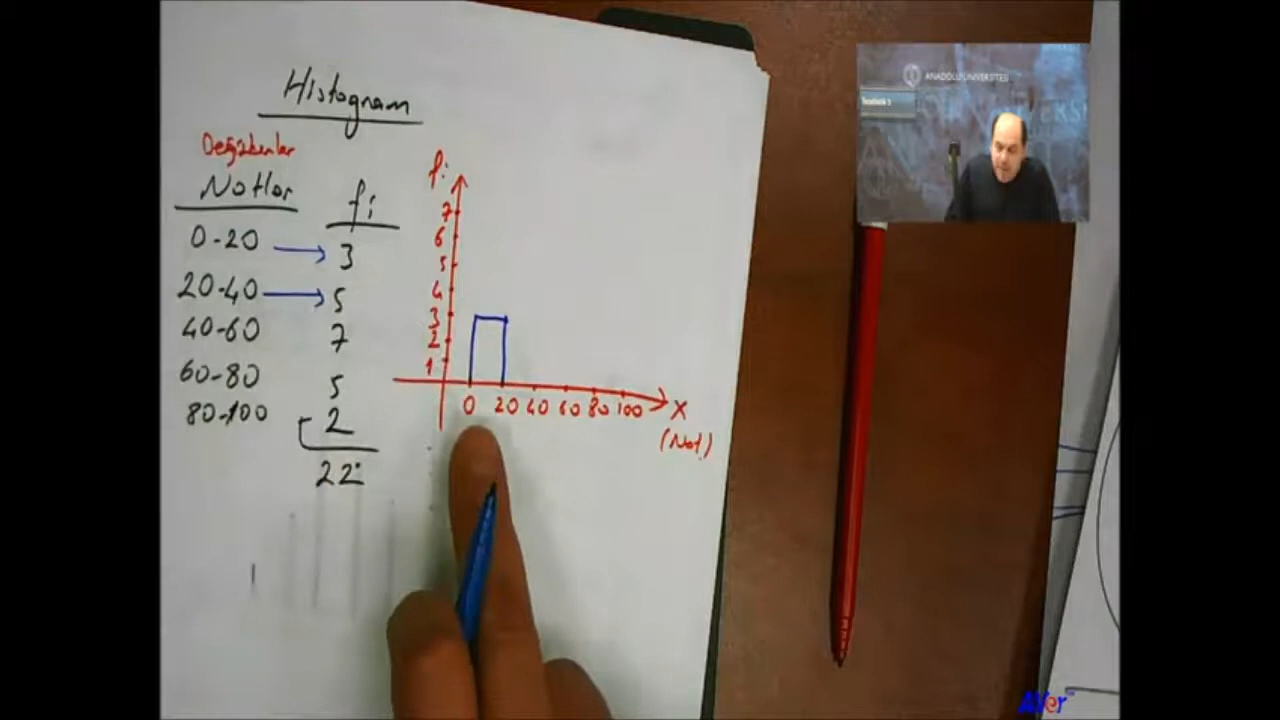 Histogram
Değişkenler
Notlar fi
0-20 → 3
20-40 → 5
40-60 7
60-80 5
80-100 2
22
fi
7
6
5
4
3
2
1
0 20 40 60 80 100 X
(Not)
ANADOLU ÜNİVERSİTESİ
İstatistik 1
AVer